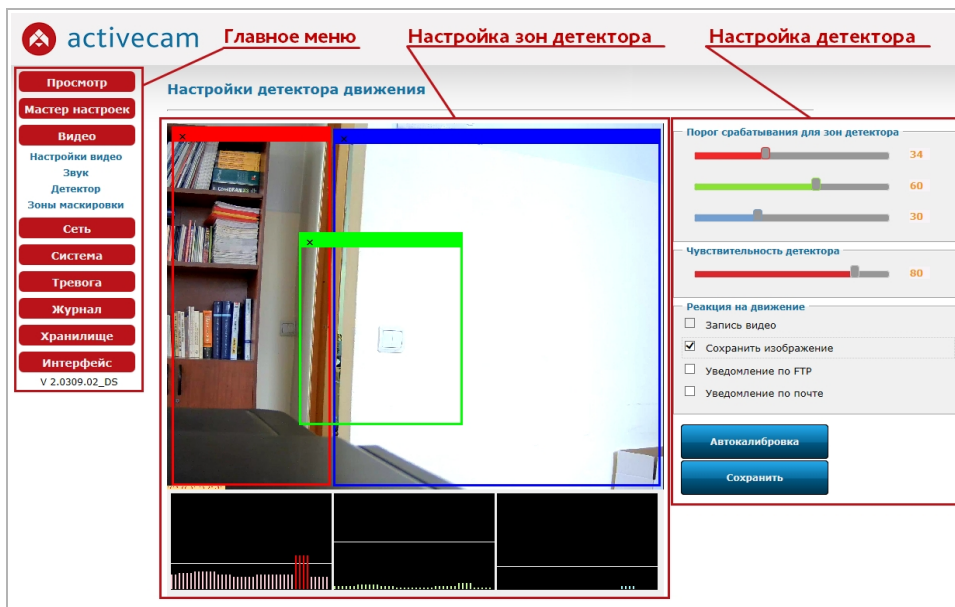 activecam
Главное меню
Настройка зон детектора
Настройка детектора
Просмотр
Мастер настроек
Видео
Настройки видео
Звук
Детектор
Зоны маскировки
Сеть
Система
Тревога
Журнал
Хранилище
Интерфейс
V 2.0309.02_DS
Настройки детектора движения
×
×
×
Порог срабатывания для зон детектора
34
60
30
Чувствительность детектора
80
Реакция на движение
Запись видео
Сохранить изображение
Уведомление по FTP
Уведомление по почте
Автокалибровка
Сохранить